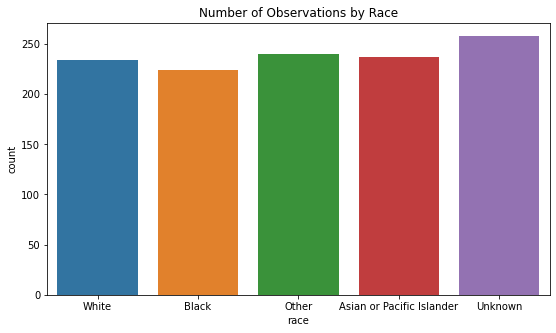 Number of Observations by Race
count
250
200
150
100
50
0
White Black Other Asian or Pacific Islander Unknown
race